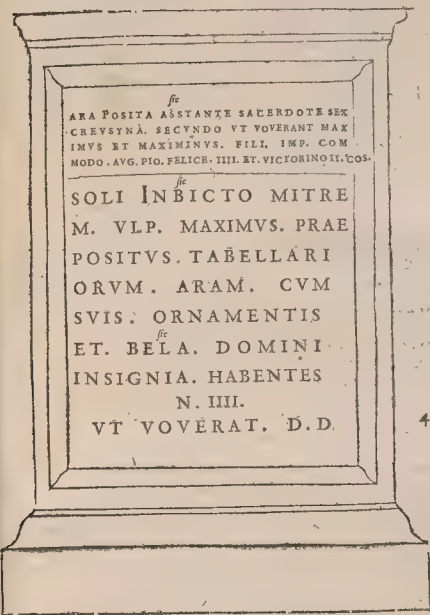 sic
ARA POSITA ASSTANTE SACERDOTE SEX
CREVSYNA. SECVNDO VT VOVERANT MAX
IMVS ET MAXIMINVS. FILI. IMP. COM
MODO. AVG. PIO. FELICE. IIII. ET. VICTORINO II. COS.
sic
SOLI INBICTO MITRE
M. VLP. MAXIMVS. PRAE
POSITVS. TABELLARI
ORVM. ARAM. CVM
SVIS. ORNAMENTIS
sic
ET. BELA. DOMINI
INSIGNIA. HABENTES
N. IIII.
VT VOVERAT. D. D
4